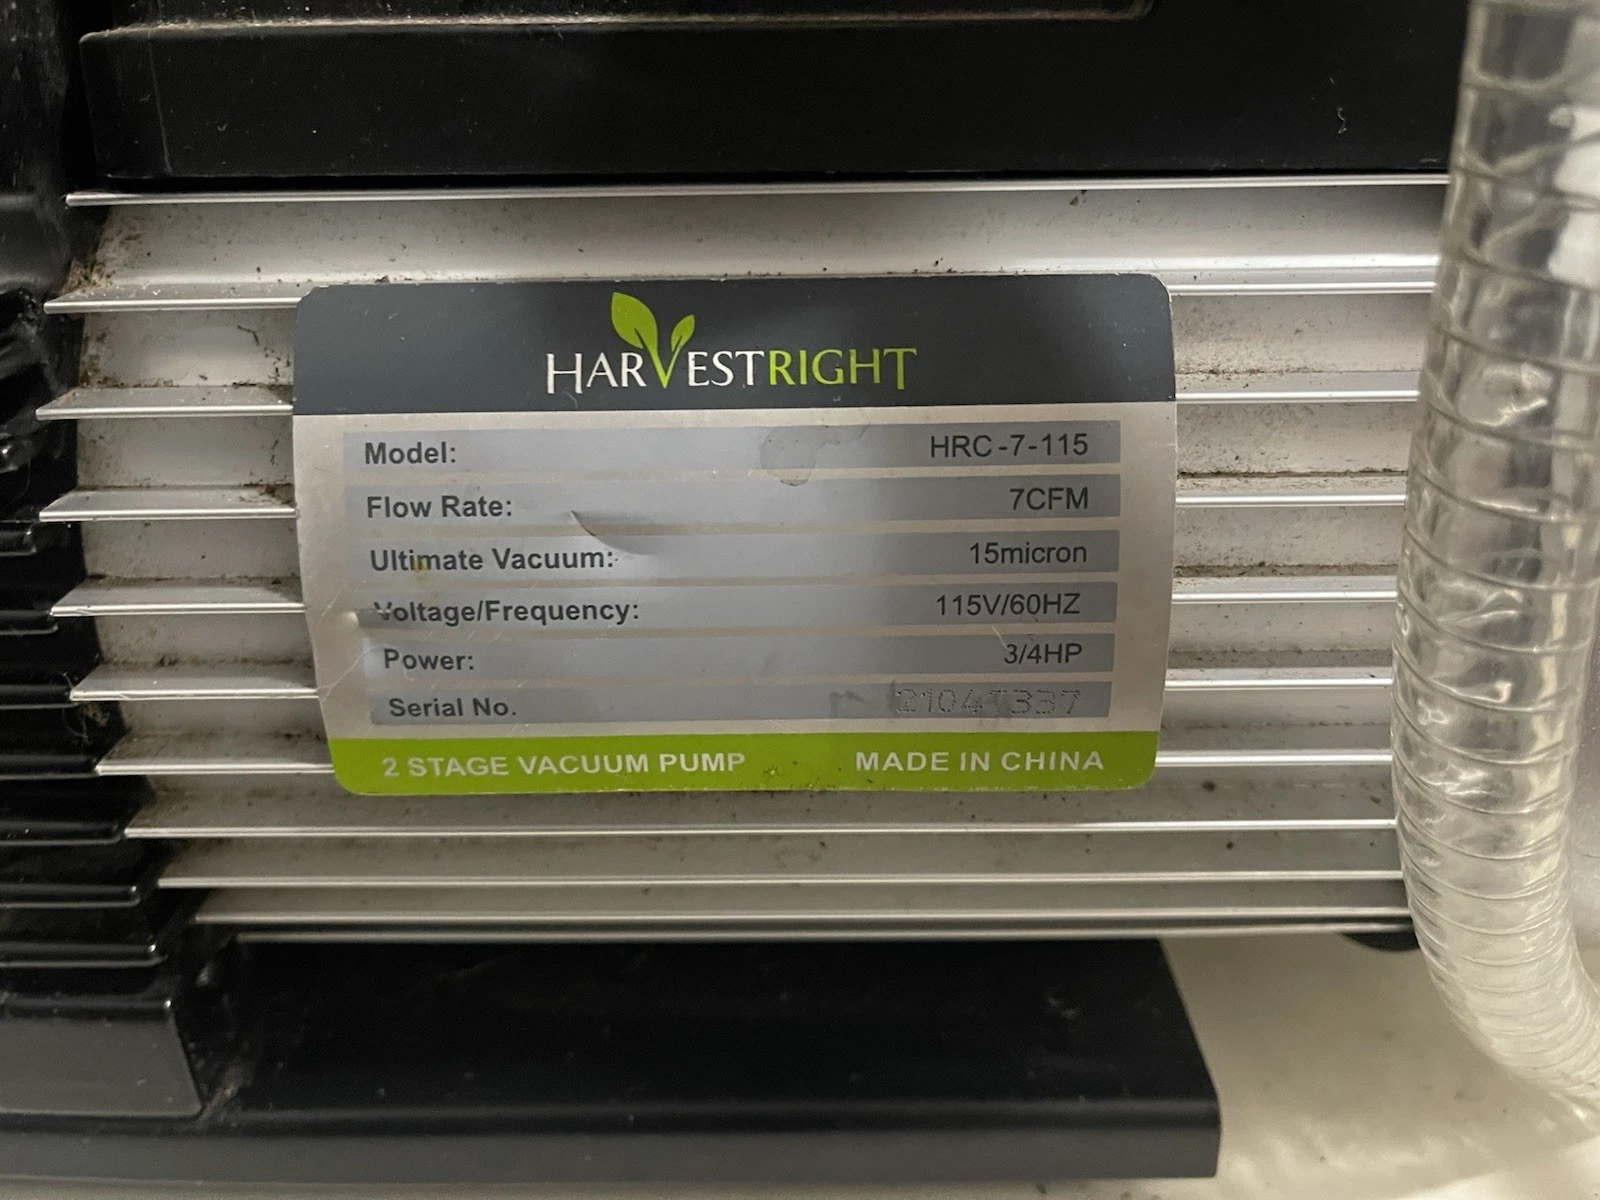 HARVESTRIGHT
Model: HRC-7-115
Flow Rate: 7CFM
Ultimate Vacuum: 15micron
Voltage/Frequency: 115V/60HZ
Power: 3/4HP
Serial No. 21047337
2 STAGE VACUUM PUMP MADE IN CHINA